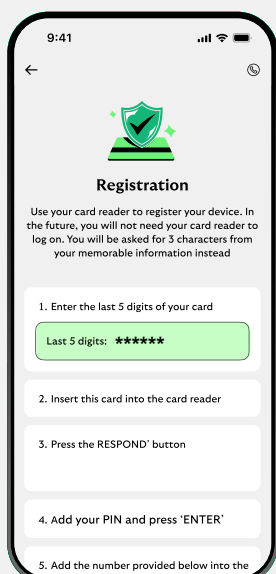 9:41
Registration
Use your card reader to register your device. In
the future, you will not need your card reader to
log on. You will be asked for 3 characters from
your memorable information instead
1. Enter the last 5 digits of your card
Last 5 digits: ******
2. Insert this card into the card reader
3. Press the RESPOND’ button
4. Add your PIN and press ‘ENTER’
5. Add the number provided below into the